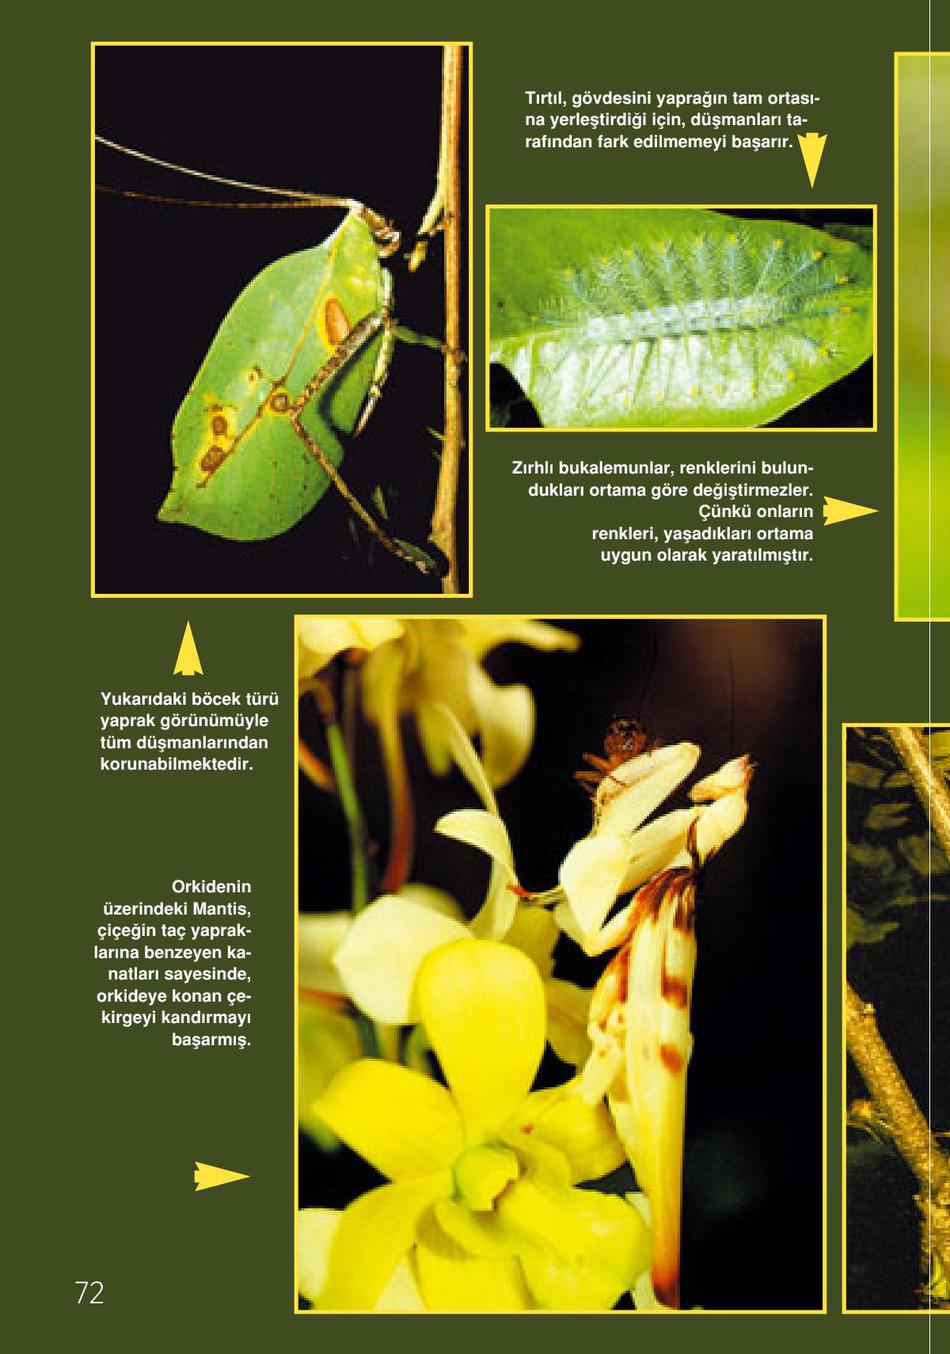 Tırtıl, gövdesini yaprağın tam ortası-
na yerleştirdiği için, düşmanları ta-
rafından fark edilmemeyi başarır.
Zırhlı bukalemunlar, renklerini bulun-
dukları ortama göre değiştirmezler.
Çünkü onların
renkleri, yaşadıkları ortama
uygun olarak yaratılmıştır.
Yukarıdaki böcek türü
yaprak görünümüyle
tüm düşmanlarından
korunabilmektedir.
Orkidenin
üzerindeki Mantis,
çiçeğin taç yaprak-
larına benzeyen ka-
natları sayesinde,
orkideye konan çe-
kirgeyi kandırmayı
başarmış.
72